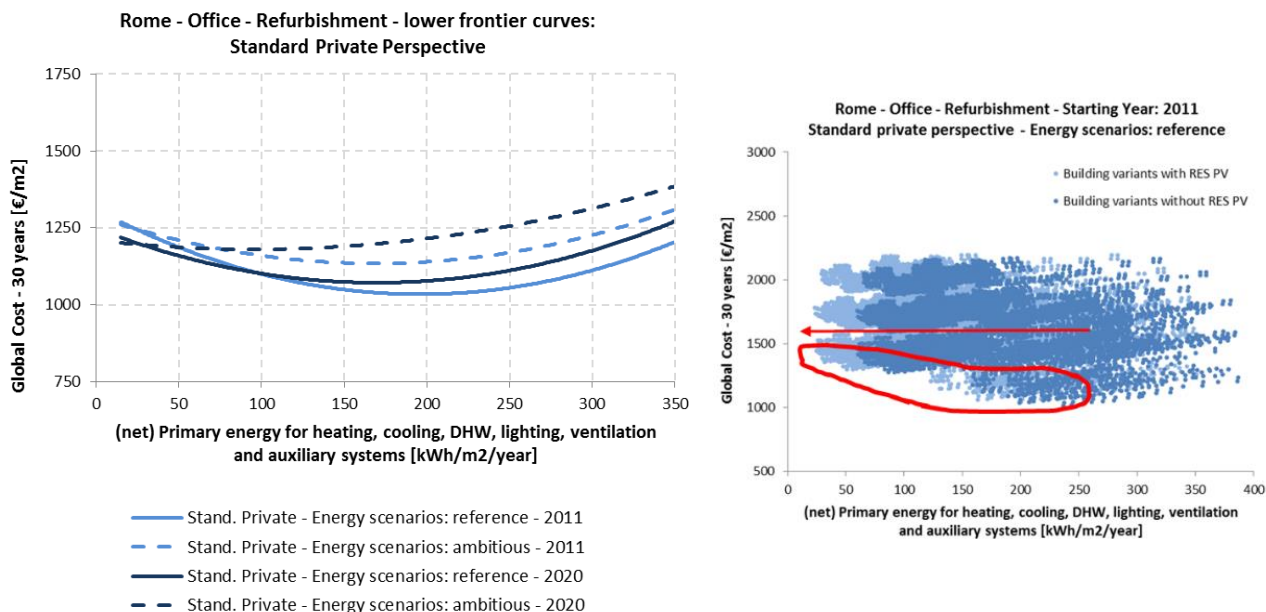 Rome - Office - Refurbishment - lower frontier curves:
Standard Private Perspective
1750
1500
1250
1000
750
Global Cost - 30 years [€/m2]
0 50 100 150 200 250 300 350
(net) Primary energy for heating, cooling, DHW, lighting, ventilation
and auxiliary systems [kWh/m2/year]
Stand. Private - Energy scenarios: reference - 2011
Stand. Private - Energy scenarios: ambitious - 2011
Stand. Private - Energy scenarios: reference - 2020
Stand. Private - Energy scenarios: ambitious - 2020
Rome - Office - Refurbishment - Starting Year: 2011
Standard private perspective - Energy scenarios: reference
3000
2500
2000
1500
1000
500
Global Cost - 30 years [€/m2]
Building variants with RES PV
Building variants without RES PV
0 50 100 150 200 250 300 350 400
(net) Primary energy for heating, cooling, DHW, lighting, ventilation
and auxiliary systems [kWh/m2/year]